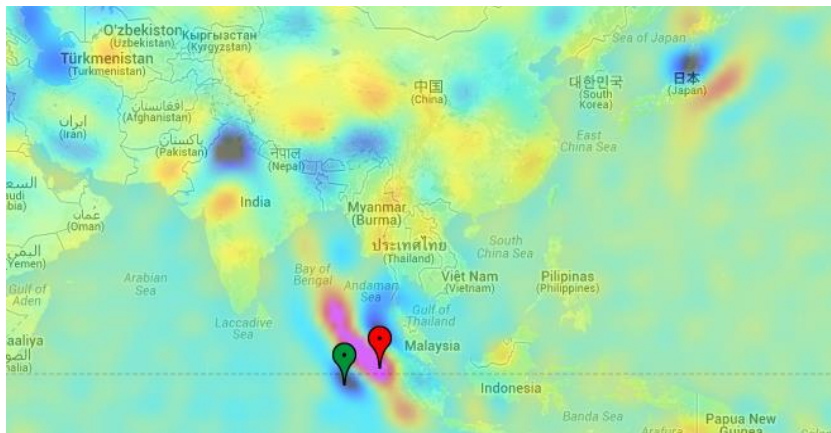 O'zbekiston
(Uzbekistan)
Кыргызстан
(Kyrgyzstan)
Türkmenistan
(Turkmenistan)
Sea of Japan
日本
(Japan)
中国
(China)
대한민국
(South
Korea)
افغانستان
(Afghanistan)
ایران
(Iran)
پاکستان
(Pakistan)
नेपाल
(Nepal)
East
China Sea
India
Myanmar
(Burma)
عُمان
(Oman)
ประเทศไทย
(Thailand)
South
China Sea
اليمن
Yemen)
Gulf of
Aden
Arabian
Sea
Bay of
Bengal
Andaman
Sea
Việt Nam
(Vietnam)
Pilipinas
(Philippines)
Gulf of
Thailand
Laccadive
Sea
Malaysia
Indonesia
Banda Sea
Papua New
Guinea
Arafura